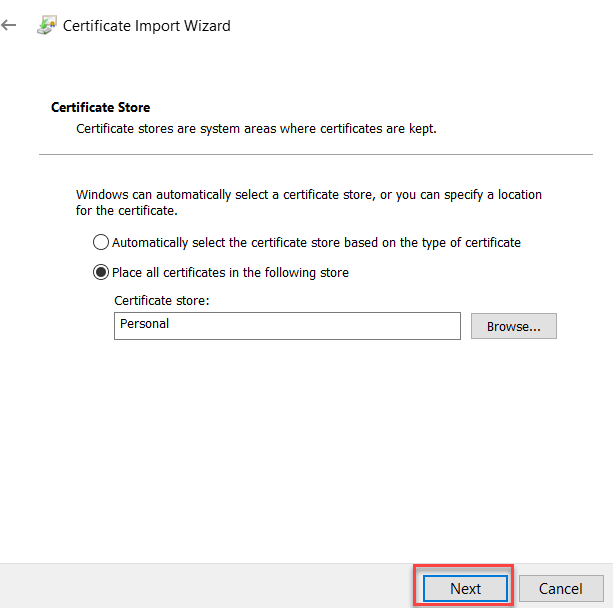 Certificate Import Wizard
Certificate Store
Certificate stores are system areas where certificates are kept.
Windows can automatically select a certificate store, or you can specify a location
for the certificate.
Automatically select the certificate store based on the type of certificate
Place all certificates in the following store
Certificate store:
Personal
Browse...
Next
Cancel